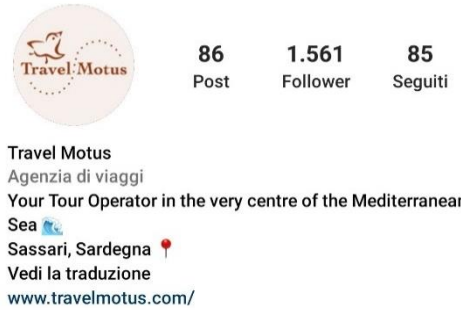 Travel Motus
86
1.561
85
Post
Follower
Seguiti
Travel Motus
Agenzia di viaggi
Your Tour Operator in the very centre of the Mediterranean
Sea 🌊
Sassari, Sardegna 📍
Vedi la traduzione
www.travelmotus.com/